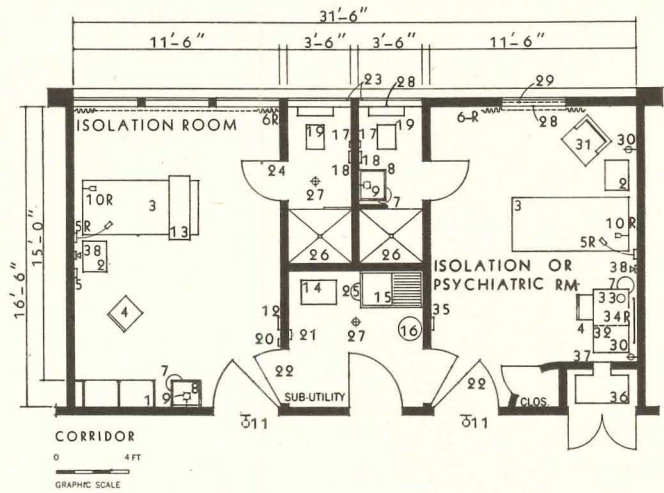 31'-6"
11'-6" 3'-6" 3'-6" 11'-6"
23 28 29
6R 6-R 28
ISOLATION ROOM
19 17 17 19 31 30
18 18 8
24 2
10R 3 27 9 7 3 10R
13
5R 5R
38 2 26 26 38
5
ISOLATION OR
PSYCHIATRIC RM.
7
15'-0"
16'-6"
14 25 15 33
4 12 35 4 34R
20 21 27 16 32
30
37
7 22 22
1 9 8 SUB-UTILITY CLOS. 36
11 11
CORRIDOR
0 4 FT
GRAPHIC SCALE